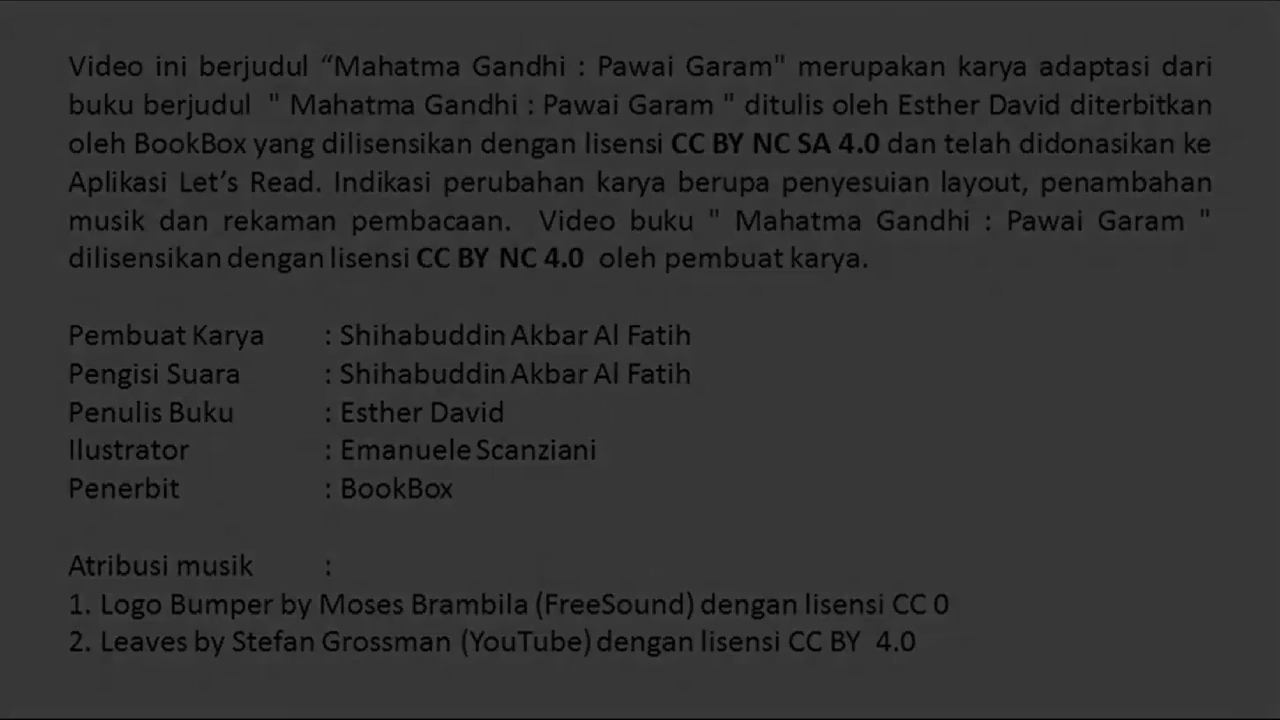 Video ini berjudul “Mahatma Gandhi : Pawai Garam" merupakan karya adaptasi dari
buku berjudul " Mahatma Gandhi : Pawai Garam " ditulis oleh Esther David diterbitkan
oleh BookBox yang dilisensikan dengan lisensi CC BY NC SA 4.0 dan telah didonasikan ke
Aplikasi Let’s Read. Indikasi perubahan karya berupa penyesuian layout, penambahan
musik dan rekaman pembacaan. Video buku " Mahatma Gandhi : Pawai Garam "
dilisensikan dengan lisensi CC BY NC 4.0 oleh pembuat karya.
Pembuat Karya : Shihabuddin Akbar Al Fatih
Pengisi Suara : Shihabuddin Akbar Al Fatih
Penulis Buku : Esther David
Ilustrator : Emanuele Scanziani
Penerbit : BookBox
Atribusi musik :
1. Logo Bumper by Moses Brambila (FreeSound) dengan lisensi CC 0
2. Leaves by Stefan Grossman (YouTube) dengan lisensi CC BY 4.0